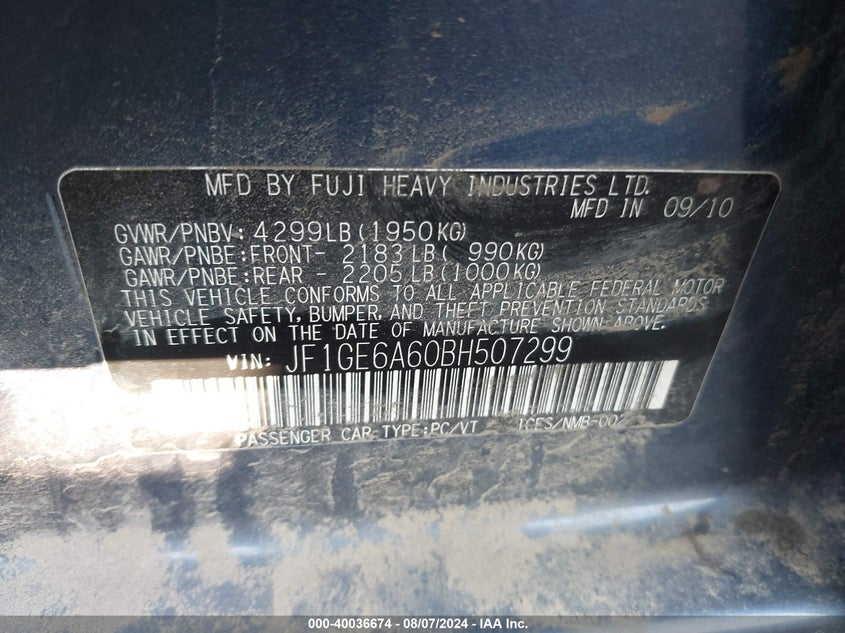 MFD BY FUJI HEAVY INDUSTRIES LTD.
MFD IN 09/10
GVWR/PNBV: 4299LB (1950KG)
GAWR/PNBE:FRONT- 2183LB ( 990KG)
GAWR/PNBE:REAR - 2205LB (1000KG)
THIS VEHICLE CONFORMS TO ALL APPLICABLE FEDERAL MOTOR
VEHICLE SAFETY, BUMPER, AND THEFT PREVENTION STANDARDS
IN EFFECT ON THE DATE OF MANUFACTURE SHOWN ABOVE.
VIN: JF1GE6A60BH507299
PASSENGER CAR TYPE:PC/VT
000-40036674 / 08/07/2024 - IAA Inc.